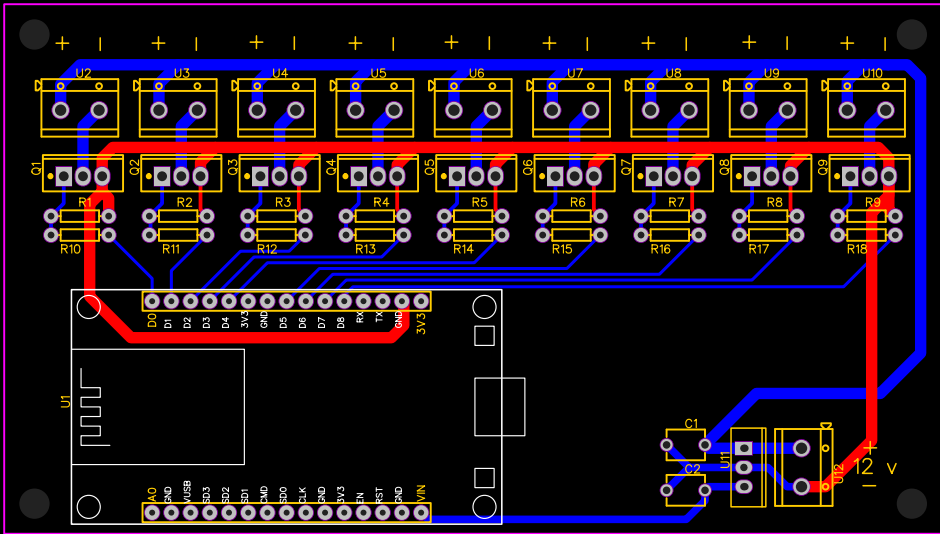 + − + − + − + − + − + − + − + − + −
U2 U3 U4 U5 U6 U7 U8 U9 U10
Q1 Q2 Q3 Q4 Q5 Q6 Q7 Q8 Q9
R1 R2 R3 R4 R5 R6 R7 R8 R9
R10 R11 R12 R13 R14 R15 R16 R17 R18
D0 D1 D2 D3 D4 3V3 GND D5 D6 D7 D8 RX TX GND 3V3
U1
C1
U11
+
12 V
−
U12
C2
A0 GND VUSB SD3 SD2 SD1 CMD SD0 CLK GND 3V3 EN RST GND VIN